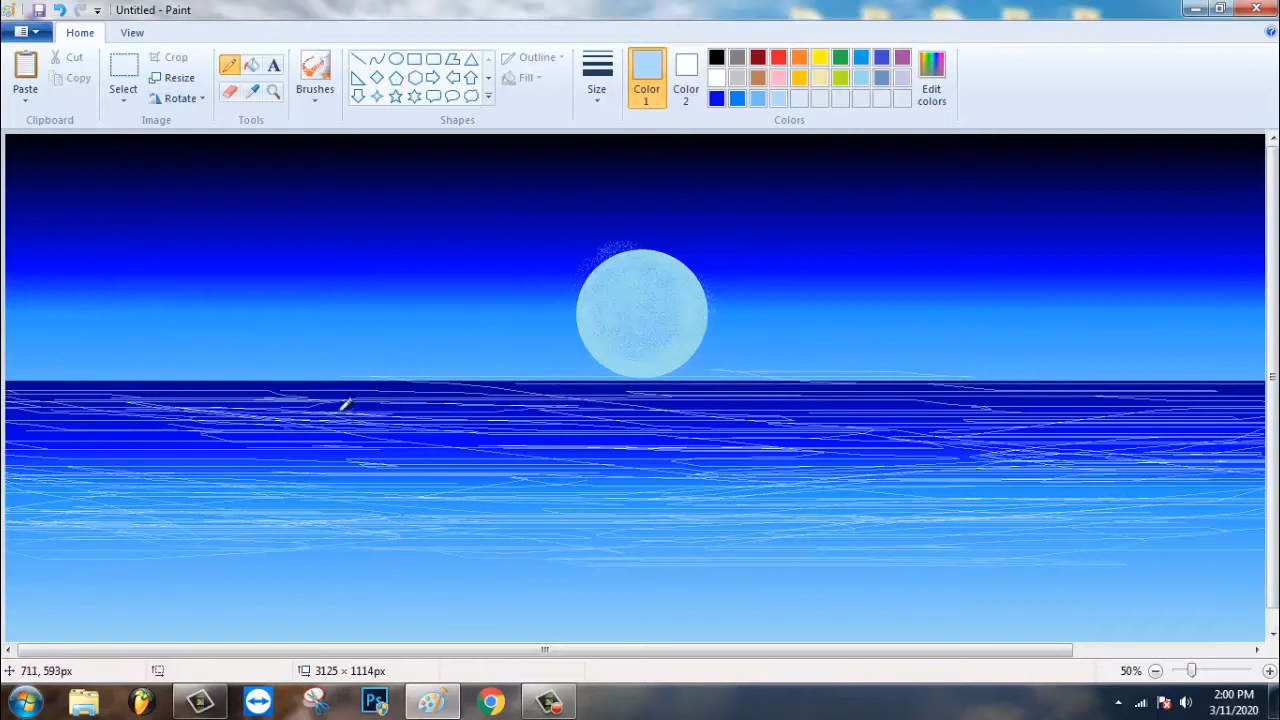 Untitled - Paint
Home View
Paste
Cut
Copy
Clipboard
Select
Crop
Resize
Rotate
Image
Tools
Brushes
Shapes
Outline
Fill
Size
Color 1
Color 2
Edit colors
Colors
711, 593px
3125 × 1114px
50%
2:00 PM
3/11/2020